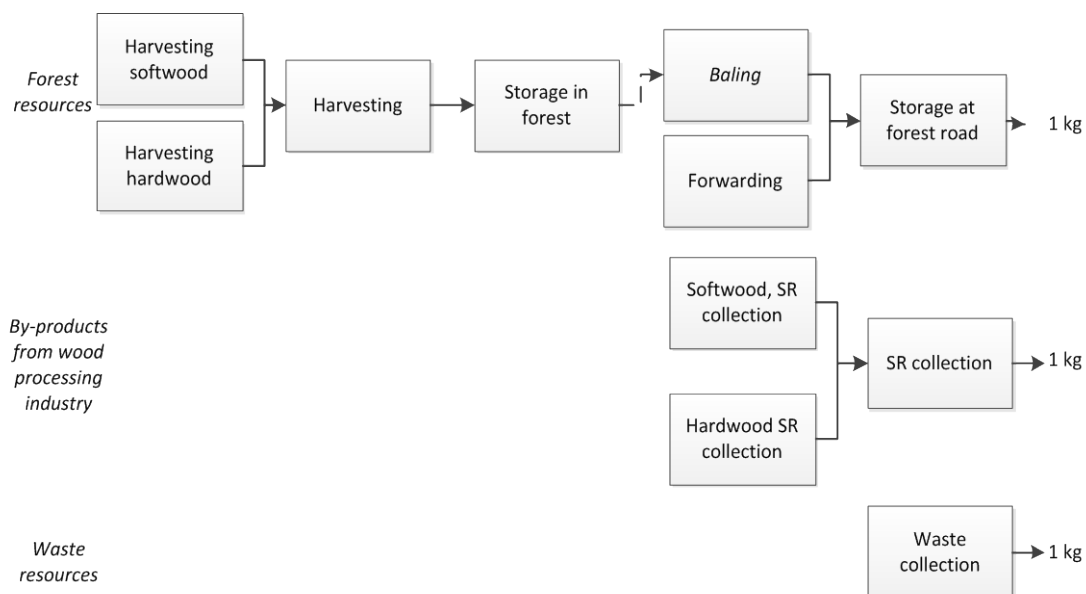 Forest
resources
Harvesting
softwood
Harvesting
hardwood
Harvesting
Storage in
forest
Baling
Forwarding
Storage at
forest road
1 kg
By-products
from wood
processing
industry
Softwood, SR
collection
Hardwood SR
collection
SR collection
1 kg
Waste
resources
Waste
collection
1 kg